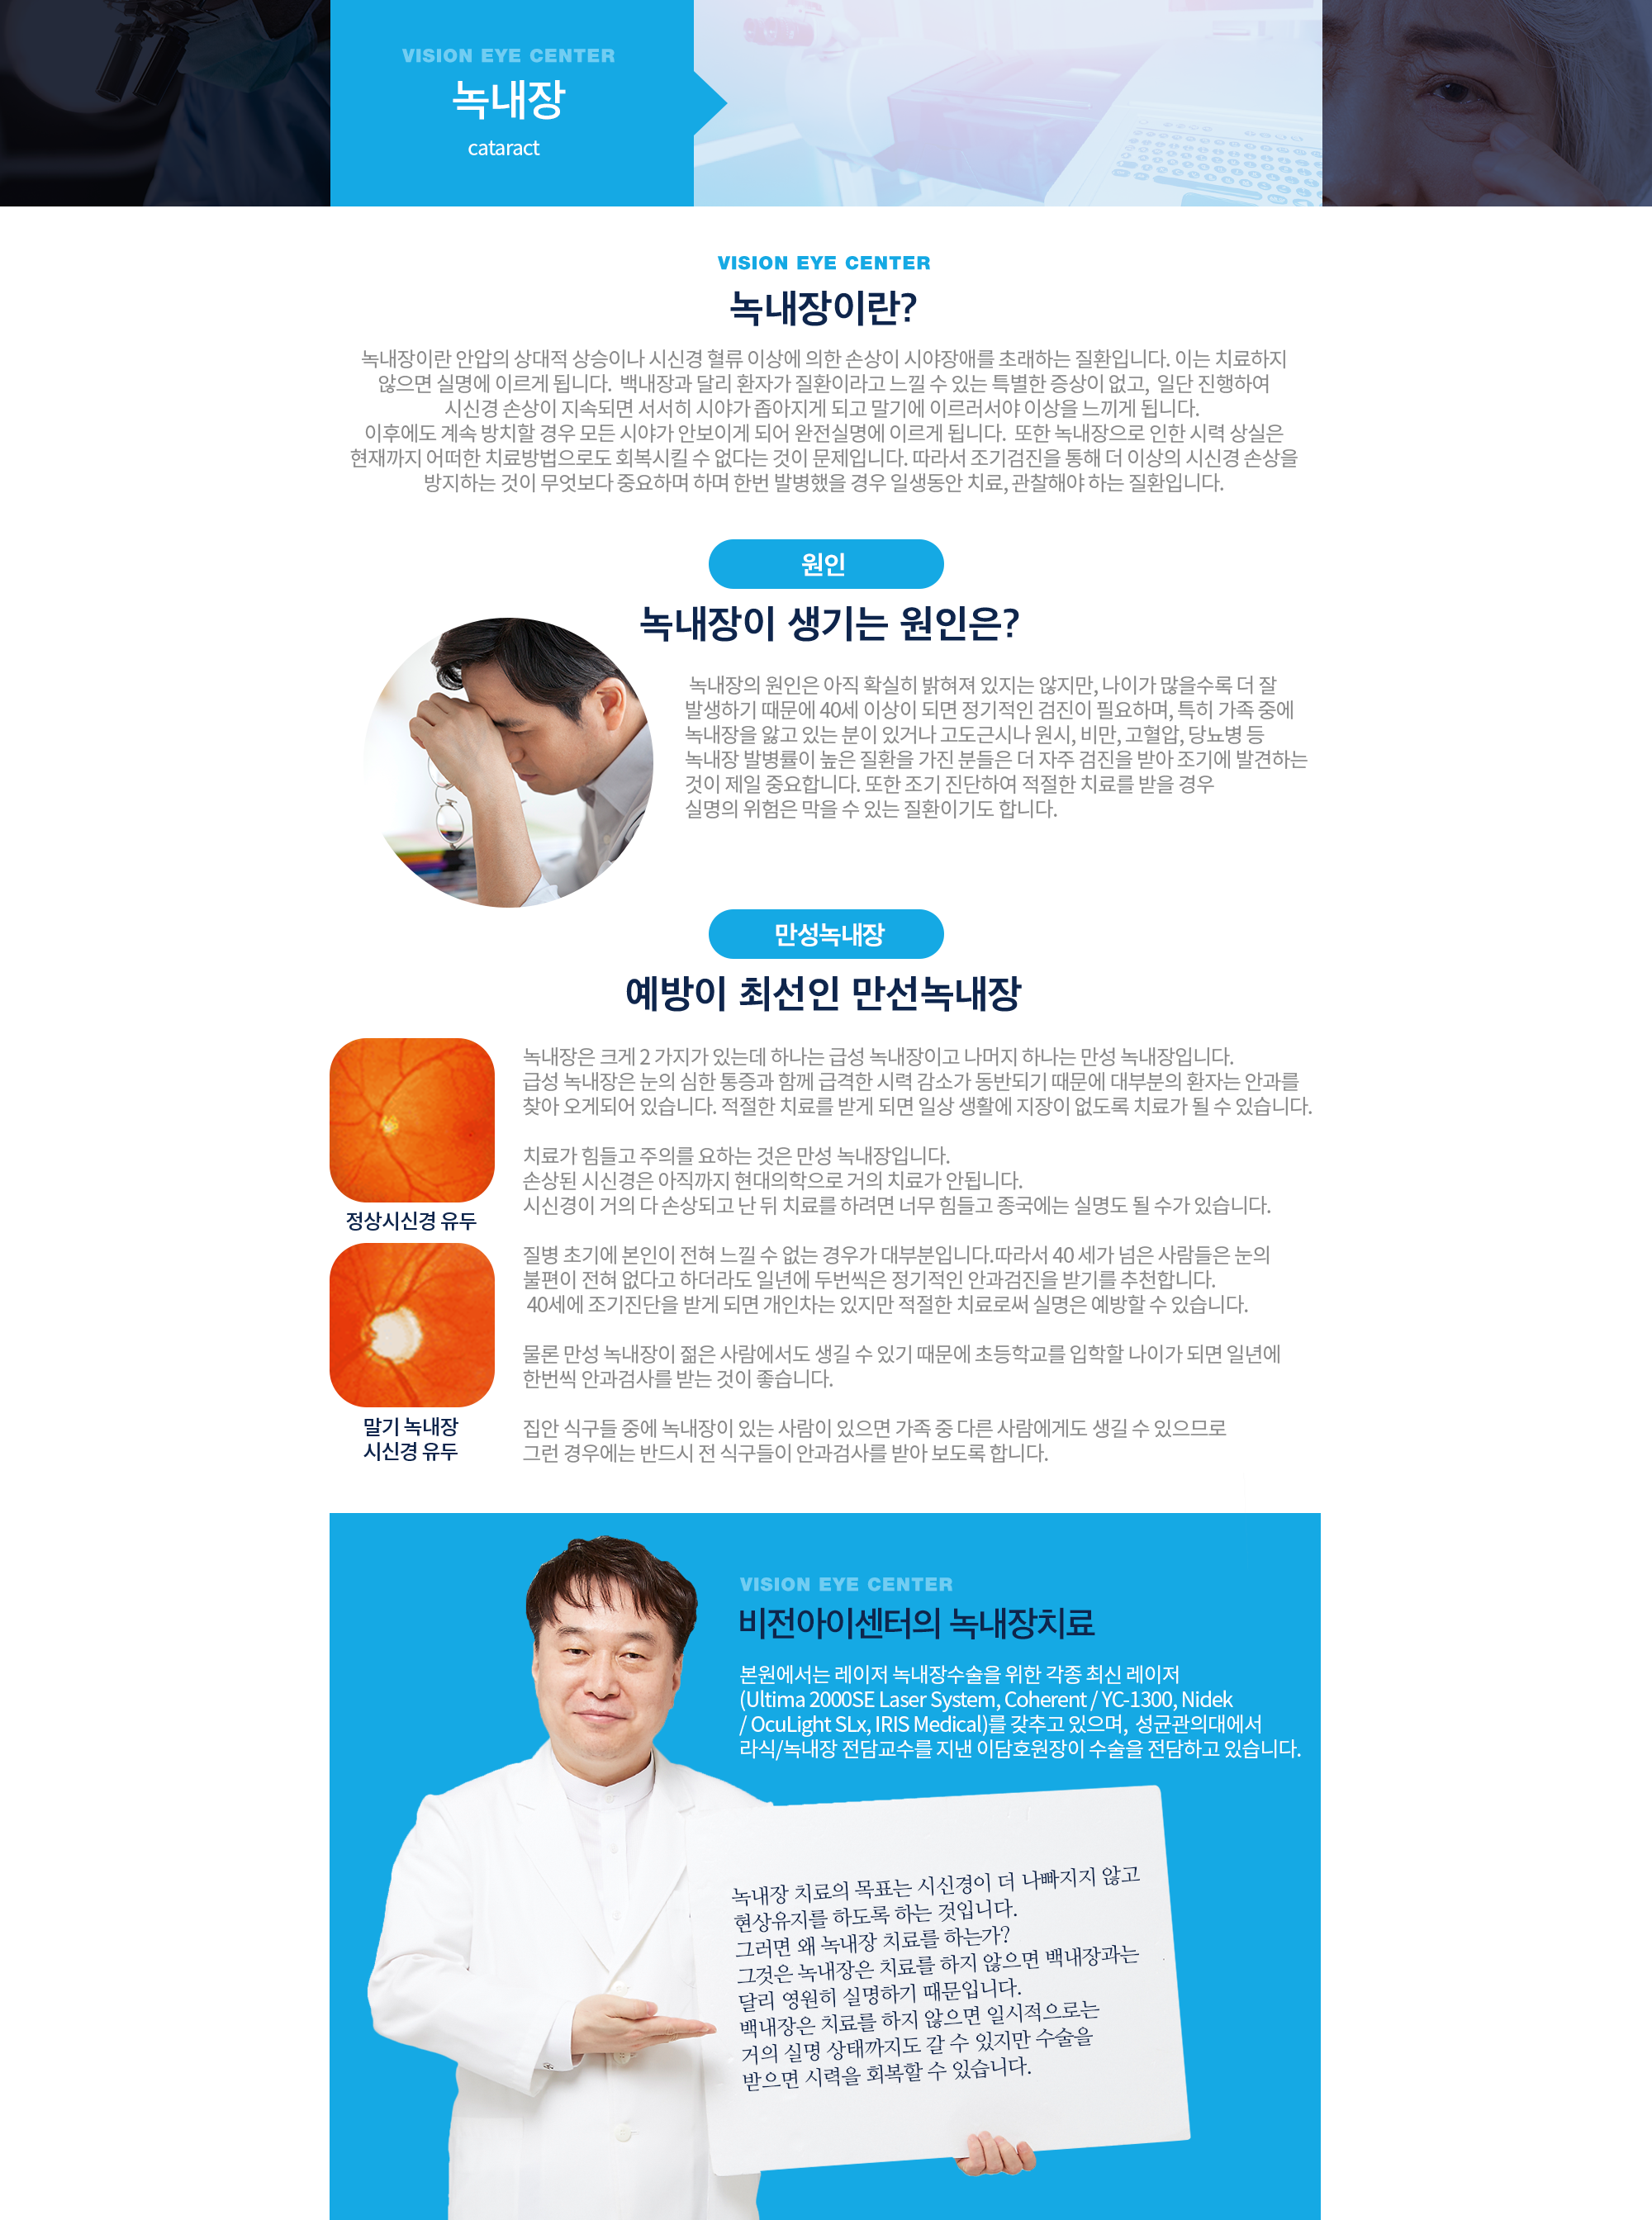 VISION EYE CENTER
녹내장
cataract
VISION EYE CENTER
녹내장이란?
녹내장이란 안압의 상대적 상승이나 시신경 혈류 이상에 의한 손상이 시야장애를 초래하는 질환입니다. 이는 치료하지
않으면 실명에 이르게 됩니다. 백내장과 달리 환자가 질환이라고 느낄 수 있는 특별한 증상이 없고, 일단 진행하여
시신경 손상이 지속되면 서서히 시야가 좁아지게 되고 말기에 이르러서야 이상을 느끼게 됩니다.
이후에도 계속 방치할 경우 모든 시야가 안보이게 되어 완전실명에 이르게 됩니다. 또한 녹내장으로 인한 시력 상실은
현재까지 어떠한 치료방법으로도 회복시킬 수 없다는 것이 문제입니다. 따라서 조기검진을 통해 더 이상의 시신경 손상을
방지하는 것이 무엇보다 중요하며 하며 한번 발병했을 경우 일생동안 치료, 관찰해야 하는 질환입니다.
원인
녹내장이 생기는 원인은?
녹내장의 원인은 아직 확실히 밝혀져 있지는 않지만, 나이가 많을수록 더 잘
발생하기 때문에 40세 이상이 되면 정기적인 검진이 필요하며, 특히 가족 중에
녹내장을 앓고 있는 분이 있거나 고도근시나 원시, 비만, 고혈압, 당뇨병 등
녹내장 발병률이 높은 질환을 가진 분들은 더 자주 검진을 받아 조기에 발견하는
것이 제일 중요합니다. 또한 조기 진단하여 적절한 치료를 받을 경우
실명의 위험은 막을 수 있는 질환이기도 합니다.
만성녹내장
예방이 최선인 만선녹내장
녹내장은 크게 2 가지가 있는데 하나는 급성 녹내장이고 나머지 하나는 만성 녹내장입니다.
급성 녹내장은 눈의 심한 통증과 함께 급격한 시력 감소가 동반되기 때문에 대부분의 환자는 안과를
찾아 오게되어 있습니다. 적절한 치료를 받게 되면 일상 생활에 지장이 없도록 치료가 될 수 있습니다.
치료가 힘들고 주의를 요하는 것은 만성 녹내장입니다.
손상된 시신경은 아직까지 현대의학으로 거의 치료가 안됩니다.
시신경이 거의 다 손상되고 난 뒤 치료를 하려면 너무 힘들고 종국에는 실명도 될 수가 있습니다.
정상시신경 유두
질병 초기에 본인이 전혀 느낄 수 없는 경우가 대부분입니다.따라서 40 세가 넘은 사람들은 눈의
불편이 전혀 없다고 하더라도 일년에 두번씩은 정기적인 안과검진을 받기를 추천합니다.
40세에 조기진단을 받게 되면 개인차는 있지만 적절한 치료로써 실명은 예방할 수 있습니다.
물론 만성 녹내장이 젊은 사람에서도 생길 수 있기 때문에 초등학교를 입학할 나이가 되면 일년에
한번씩 안과검사를 받는 것이 좋습니다.
말기 녹내장
시신경 유두
집안 식구들 중에 녹내장이 있는 사람이 있으면 가족 중 다른 사람에게도 생길 수 있으므로
그런 경우에는 반드시 전 식구들이 안과검사를 받아 보도록 합니다.
VISION EYE CENTER
비전아이센터의 녹내장치료
본원에서는 레이저 녹내장수술을 위한 각종 최신 레이저
(Ultima 2000SE Laser System, Coherent / YC-1300, Nidek
/ OcuLight SLx, IRIS Medical)를 갖추고 있으며, 성균관의대에서
라식/녹내장 전담교수를 지낸 이담호원장이 수술을 전담하고 있습니다.
녹내장 치료의 목표는 시신경이 더 나빠지지 않고
현상유지를 하도록 하는 것입니다.
그러면 왜 녹내장 치료를 하는가?
그것은 녹내장은 치료를 하지 않으면 백내장과는
달리 영원히 실명하기 때문입니다.
백내장은 치료를 하지 않으면 일시적으로는
거의 실명 상태까지도 갈 수 있지만 수술을
받으면 시력을 회복할 수 있습니다.